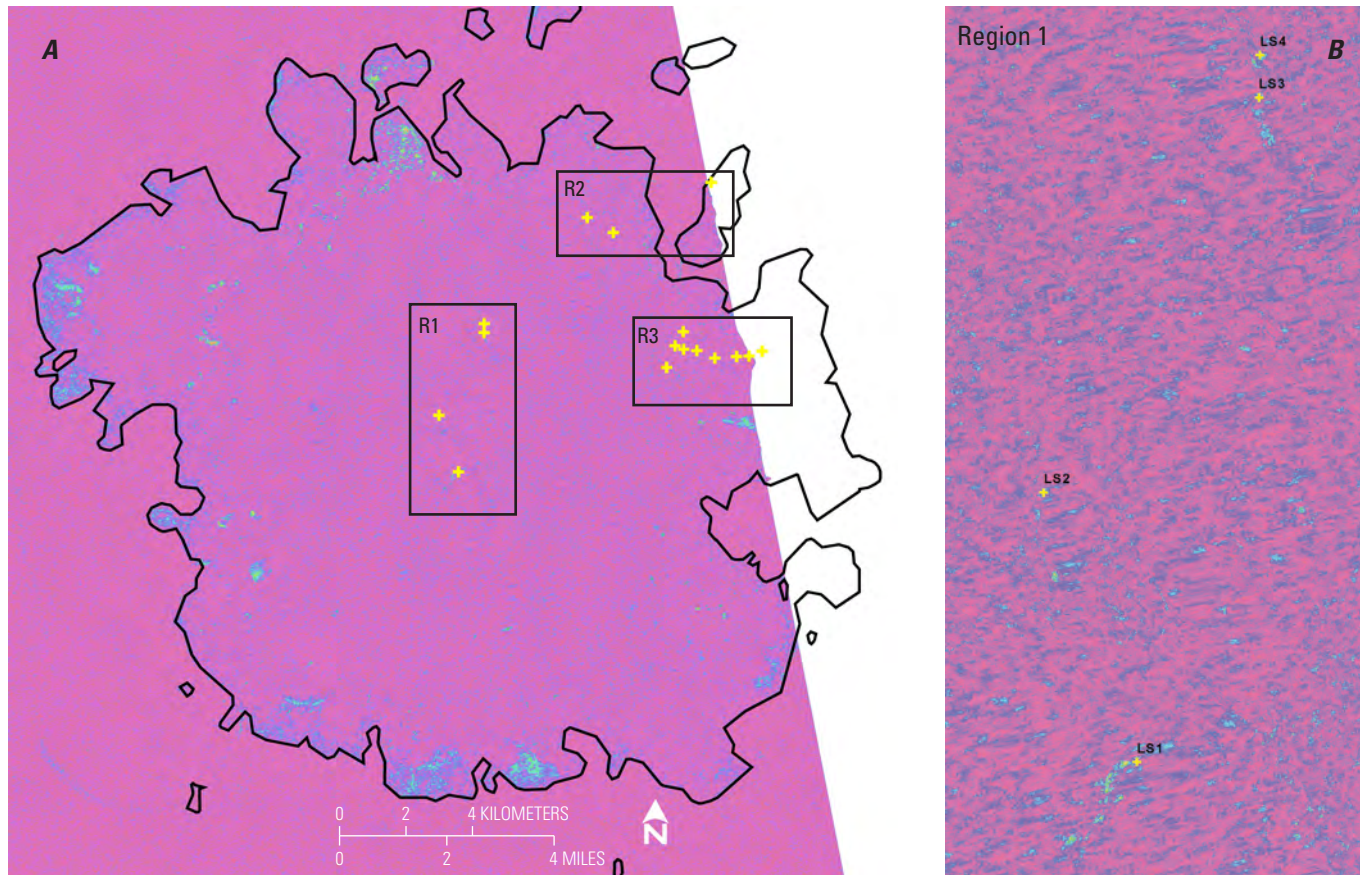 A
R2
R1
R3
0 2 4 KILOMETERS
0 2 4 MILES
N
Region 1
B
LS4
LS3
LS2
LS1